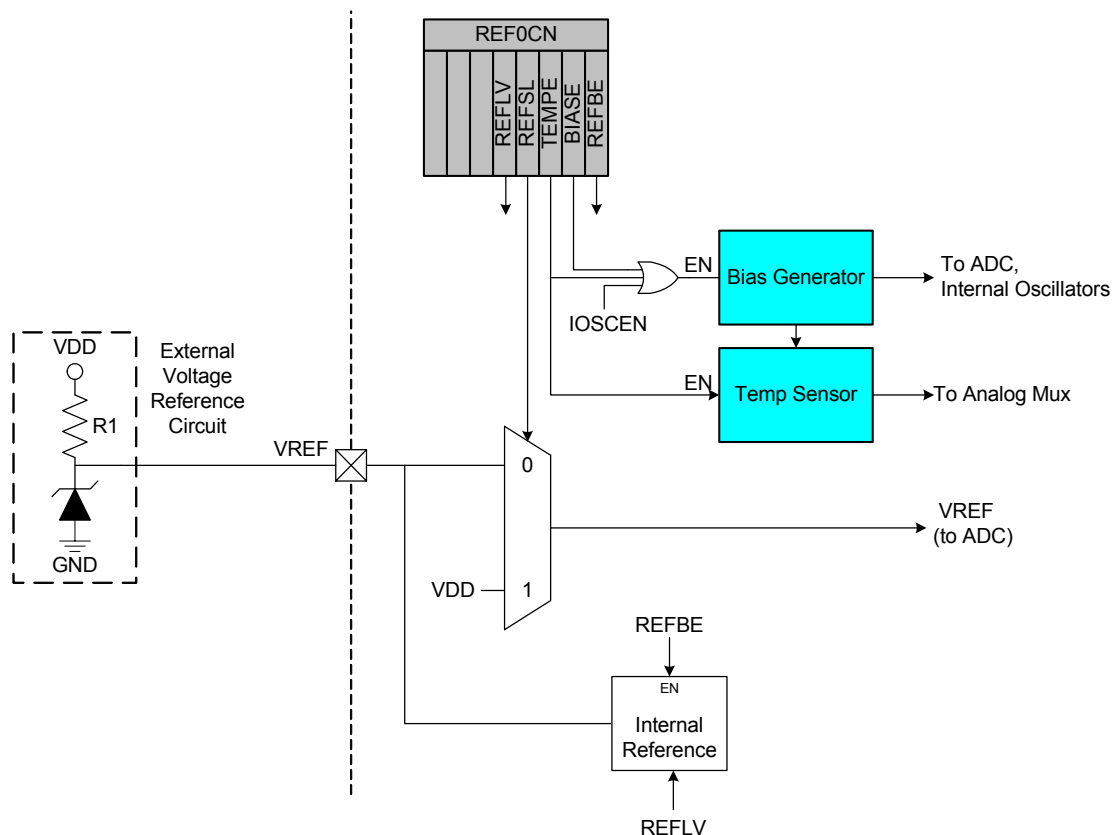 REF0CN
REFLV
REFSL
TEMPE
BIASE
REFBE
EN
Bias Generator
To ADC,
Internal Oscillators
IOSCEN
VDD
External
Voltage
Reference
Circuit
R1
EN
Temp Sensor
To Analog Mux
VREF
0
VREF
(to ADC)
GND
VDD
1
REFBE
EN
Internal
Reference
REFLV